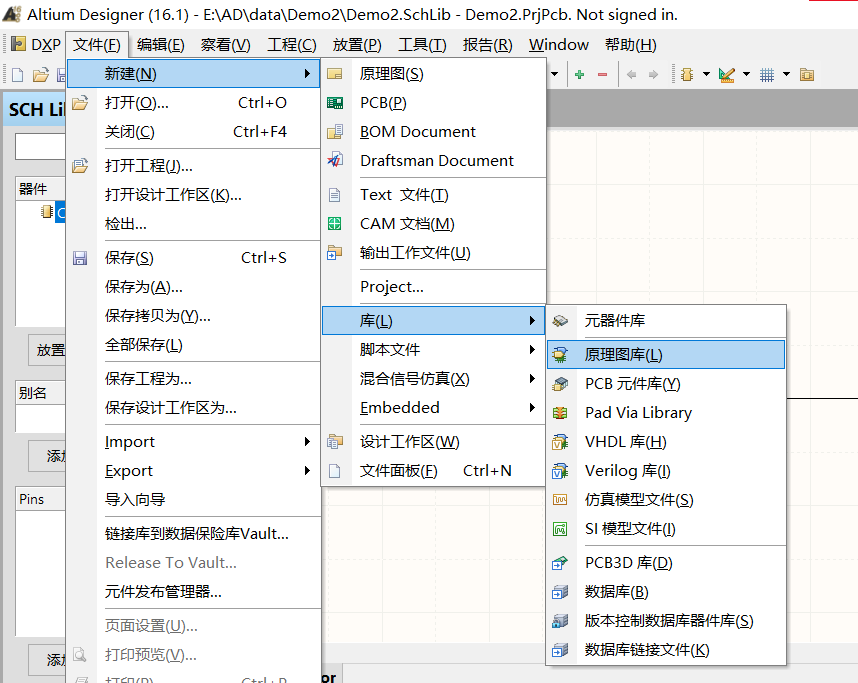 Altium Designer (16.1) - E:\AD\data\Demo2\Demo2.SchLib - Demo2.PrjPcb. Not signed in.
DXP 文件(F) 编辑(E) 察看(V) 工程(C) 放置(P) 工具(T) 报告(R) Window 帮助(H)
SCH Li
器件
放置
别名
添加
Pins
添加
新建(N)
打开(O)... Ctrl+O
关闭(C) Ctrl+F4
打开工程(J)...
打开设计工作区(K)...
检出...
保存(S) Ctrl+S
保存为(A)...
保存拷贝为(Y)...
全部保存(L)
保存工程为...
保存设计工作区为...
Import
Export
导入向导
链接库到数据保险库Vault...
Release To Vault...
元件发布管理器...
页面设置(U)...
打印预览(V)...
打印(P) Ctrl+P
原理图(S)
PCB(P)
BOM Document
Draftsman Document
Text 文件(T)
CAM 文档(M)
输出工作文件(U)
Project...
库(L)
脚本文件
混合信号仿真(X)
Embedded
设计工作区(W)
文件面板(F) Ctrl+N
元器件库
原理图库(L)
PCB 元件库(Y)
Pad Via Library
VHDL 库(H)
Verilog 库(I)
仿真模型文件(S)
SI 模型文件(I)
PCB3D 库(D)
数据库(B)
版本控制数据库器件库(S)
数据库链接文件(K)
or